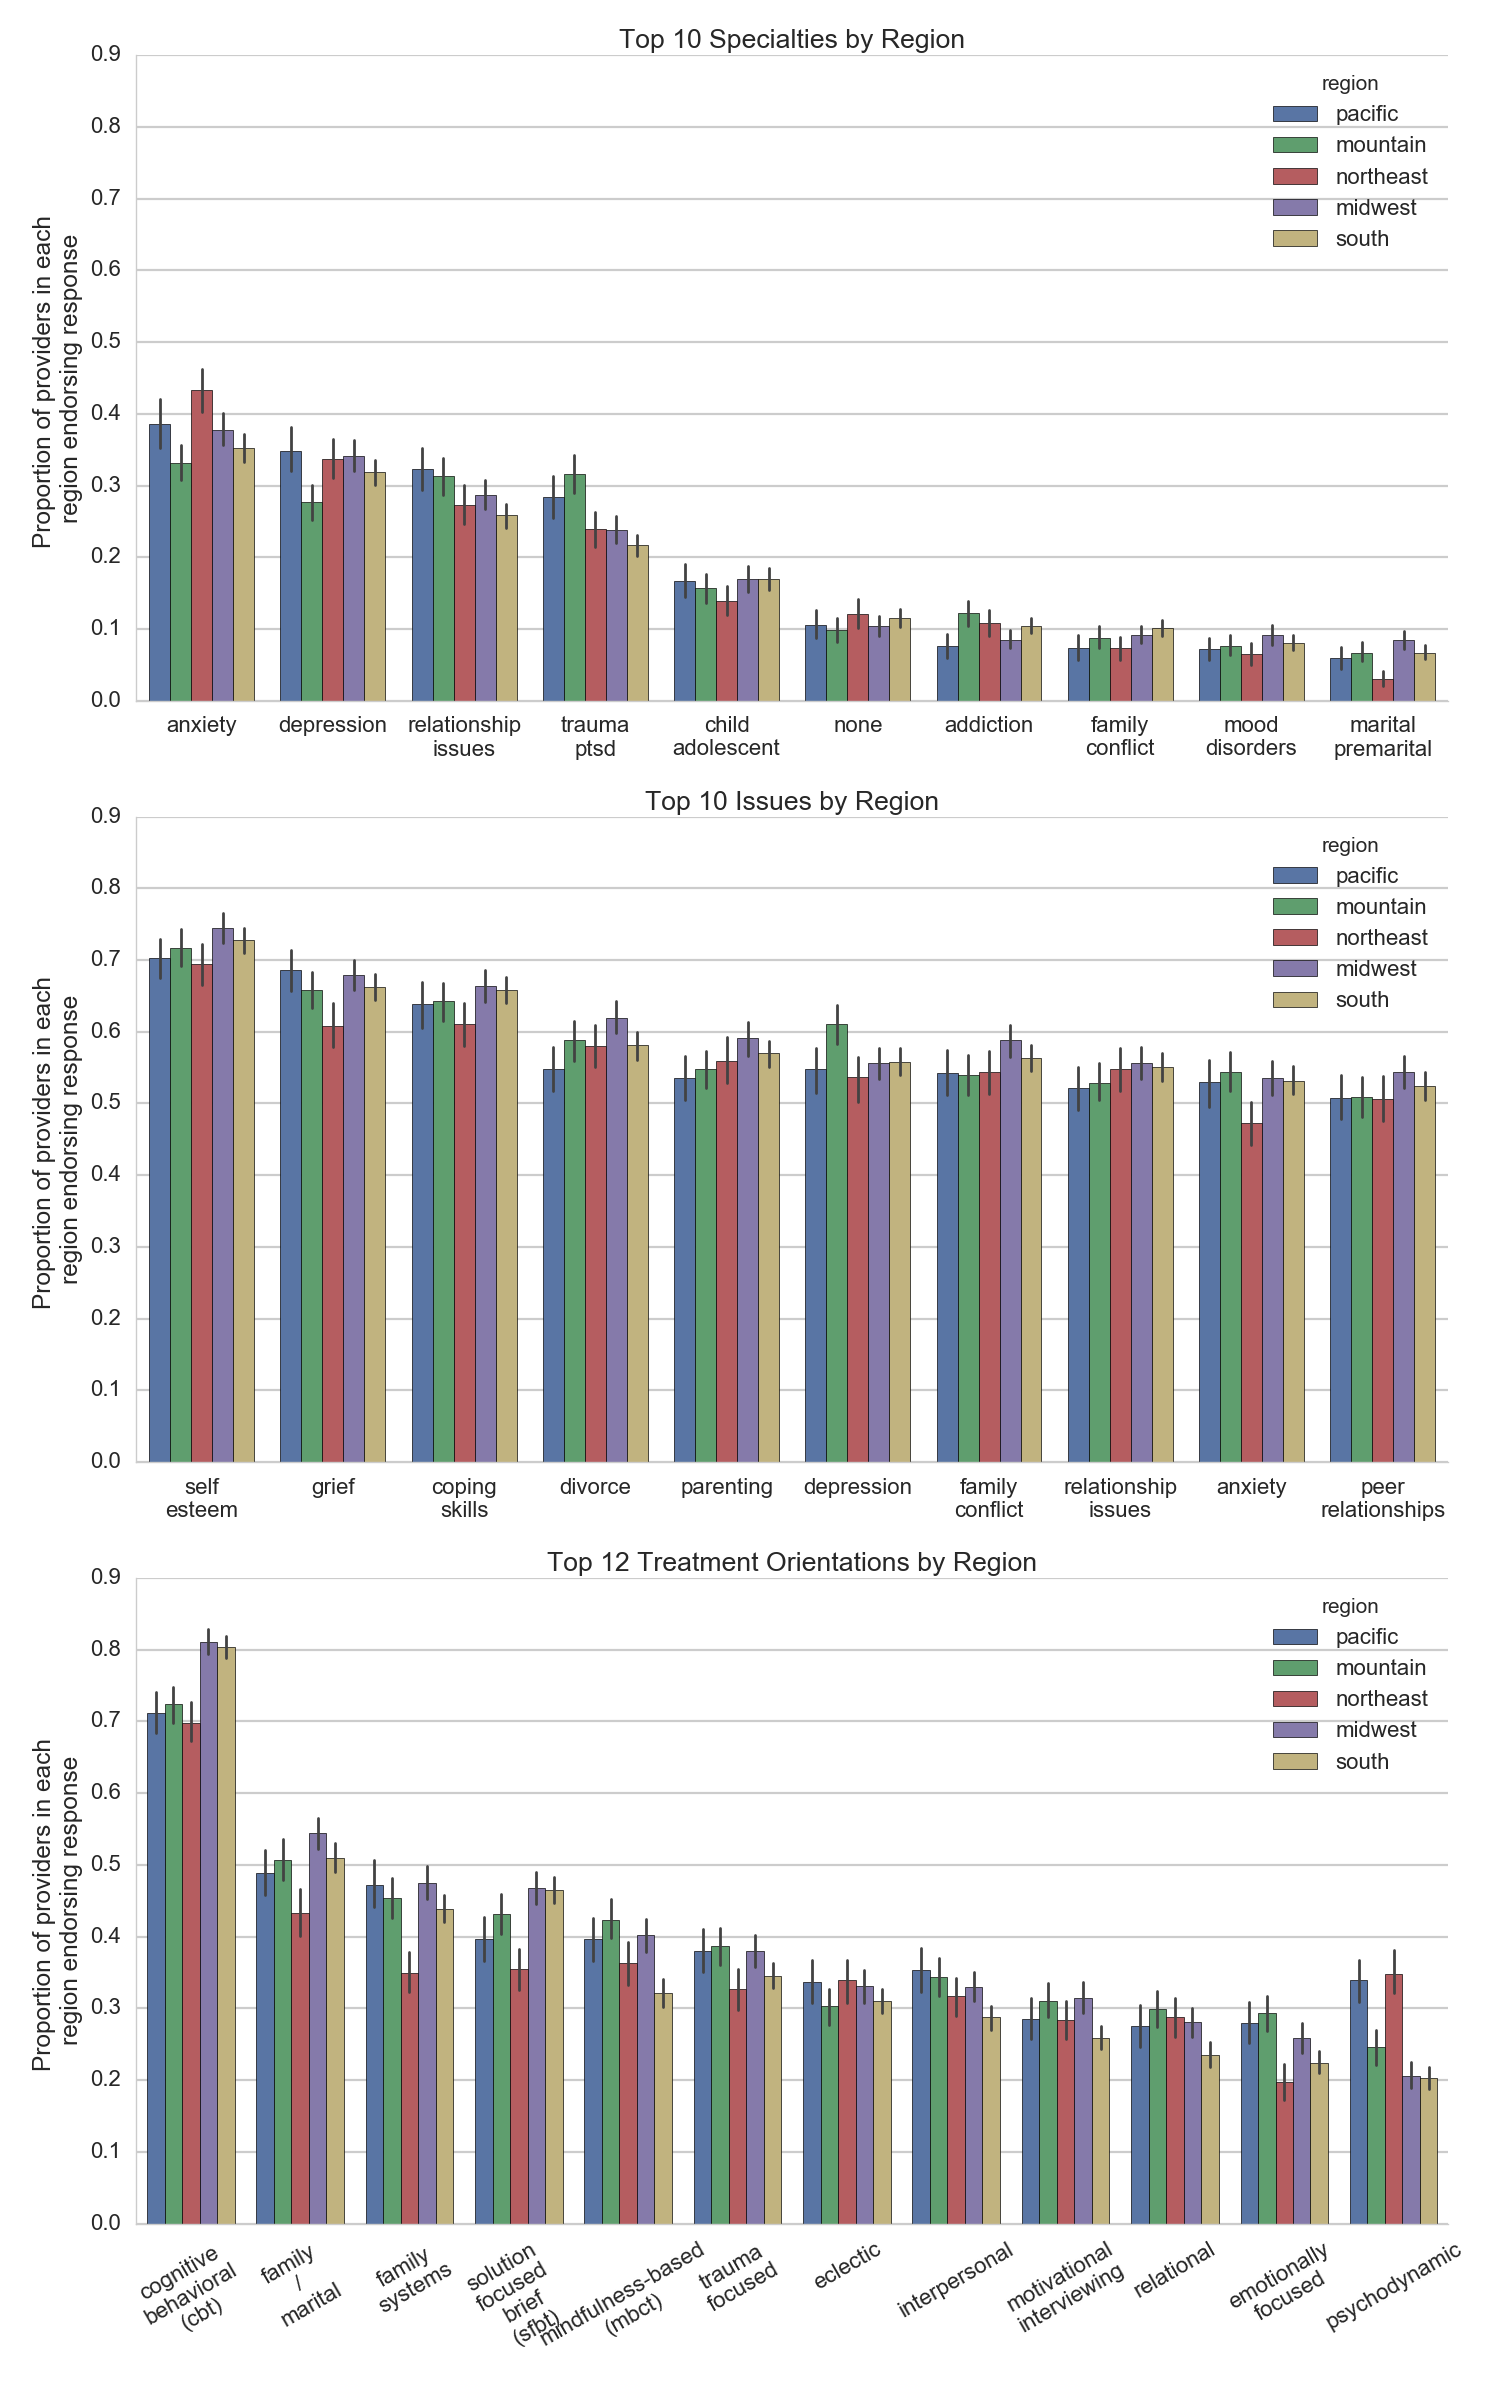 Top 10 Specialties by Region
Proportion of providers in each
region endorsing response
0.9
0.8
0.7
0.6
0.5
0.4
0.3
0.2
0.1
0.0
region
pacific
mountain
northeast
midwest
south
anxiety
depression
relationship
issues
trauma
ptsd
child
adolescent
none
addiction
family
conflict
mood
disorders
marital
premarital
Top 10 Issues by Region
Proportion of providers in each
region endorsing response
0.9
0.8
0.7
0.6
0.5
0.4
0.3
0.2
0.1
0.0
region
pacific
mountain
northeast
midwest
south
self
esteem
grief
coping
skills
divorce
parenting
depression
family
conflict
relationship
issues
anxiety
peer
relationships
Top 12 Treatment Orientations by Region
Proportion of providers in each
region endorsing response
0.9
0.8
0.7
0.6
0.5
0.4
0.3
0.2
0.1
0.0
region
pacific
mountain
northeast
midwest
south
cognitive
behavioral
(cbt)
family
/
marital
family
systems
solution
focused
brief
(sfbt)
mindfulness-based
(mbct)
trauma
focused
eclectic
interpersonal
motivational
interviewing
relational
emotionally
focused
psychodynamic